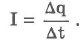 I = Δq / Δt .